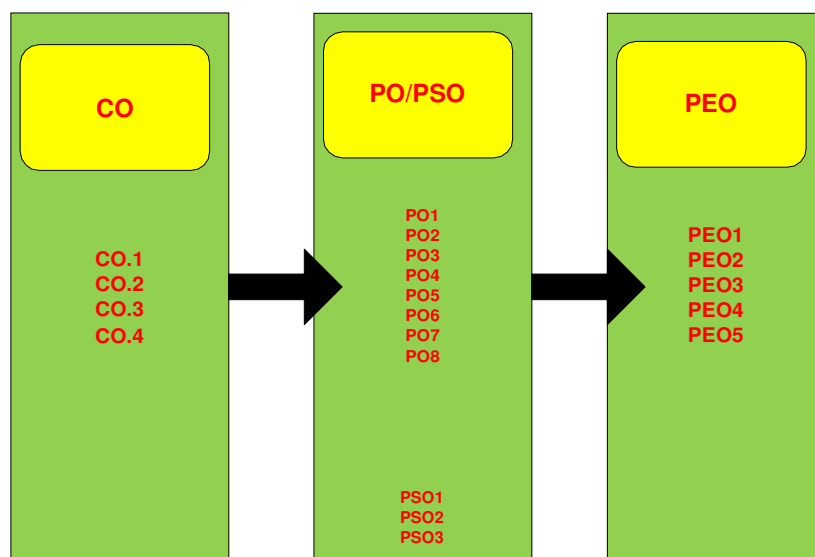 CO
CO.1
CO.2
CO.3
CO.4
PO/PSO
PO1
PO2
PO3
PO4
PO5
PO6
PO7
PO8
PSO1
PSO2
PSO3
PEO
PEO1
PEO2
PEO3
PEO4
PEO5